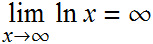 lim ln x = ∞
x→∞